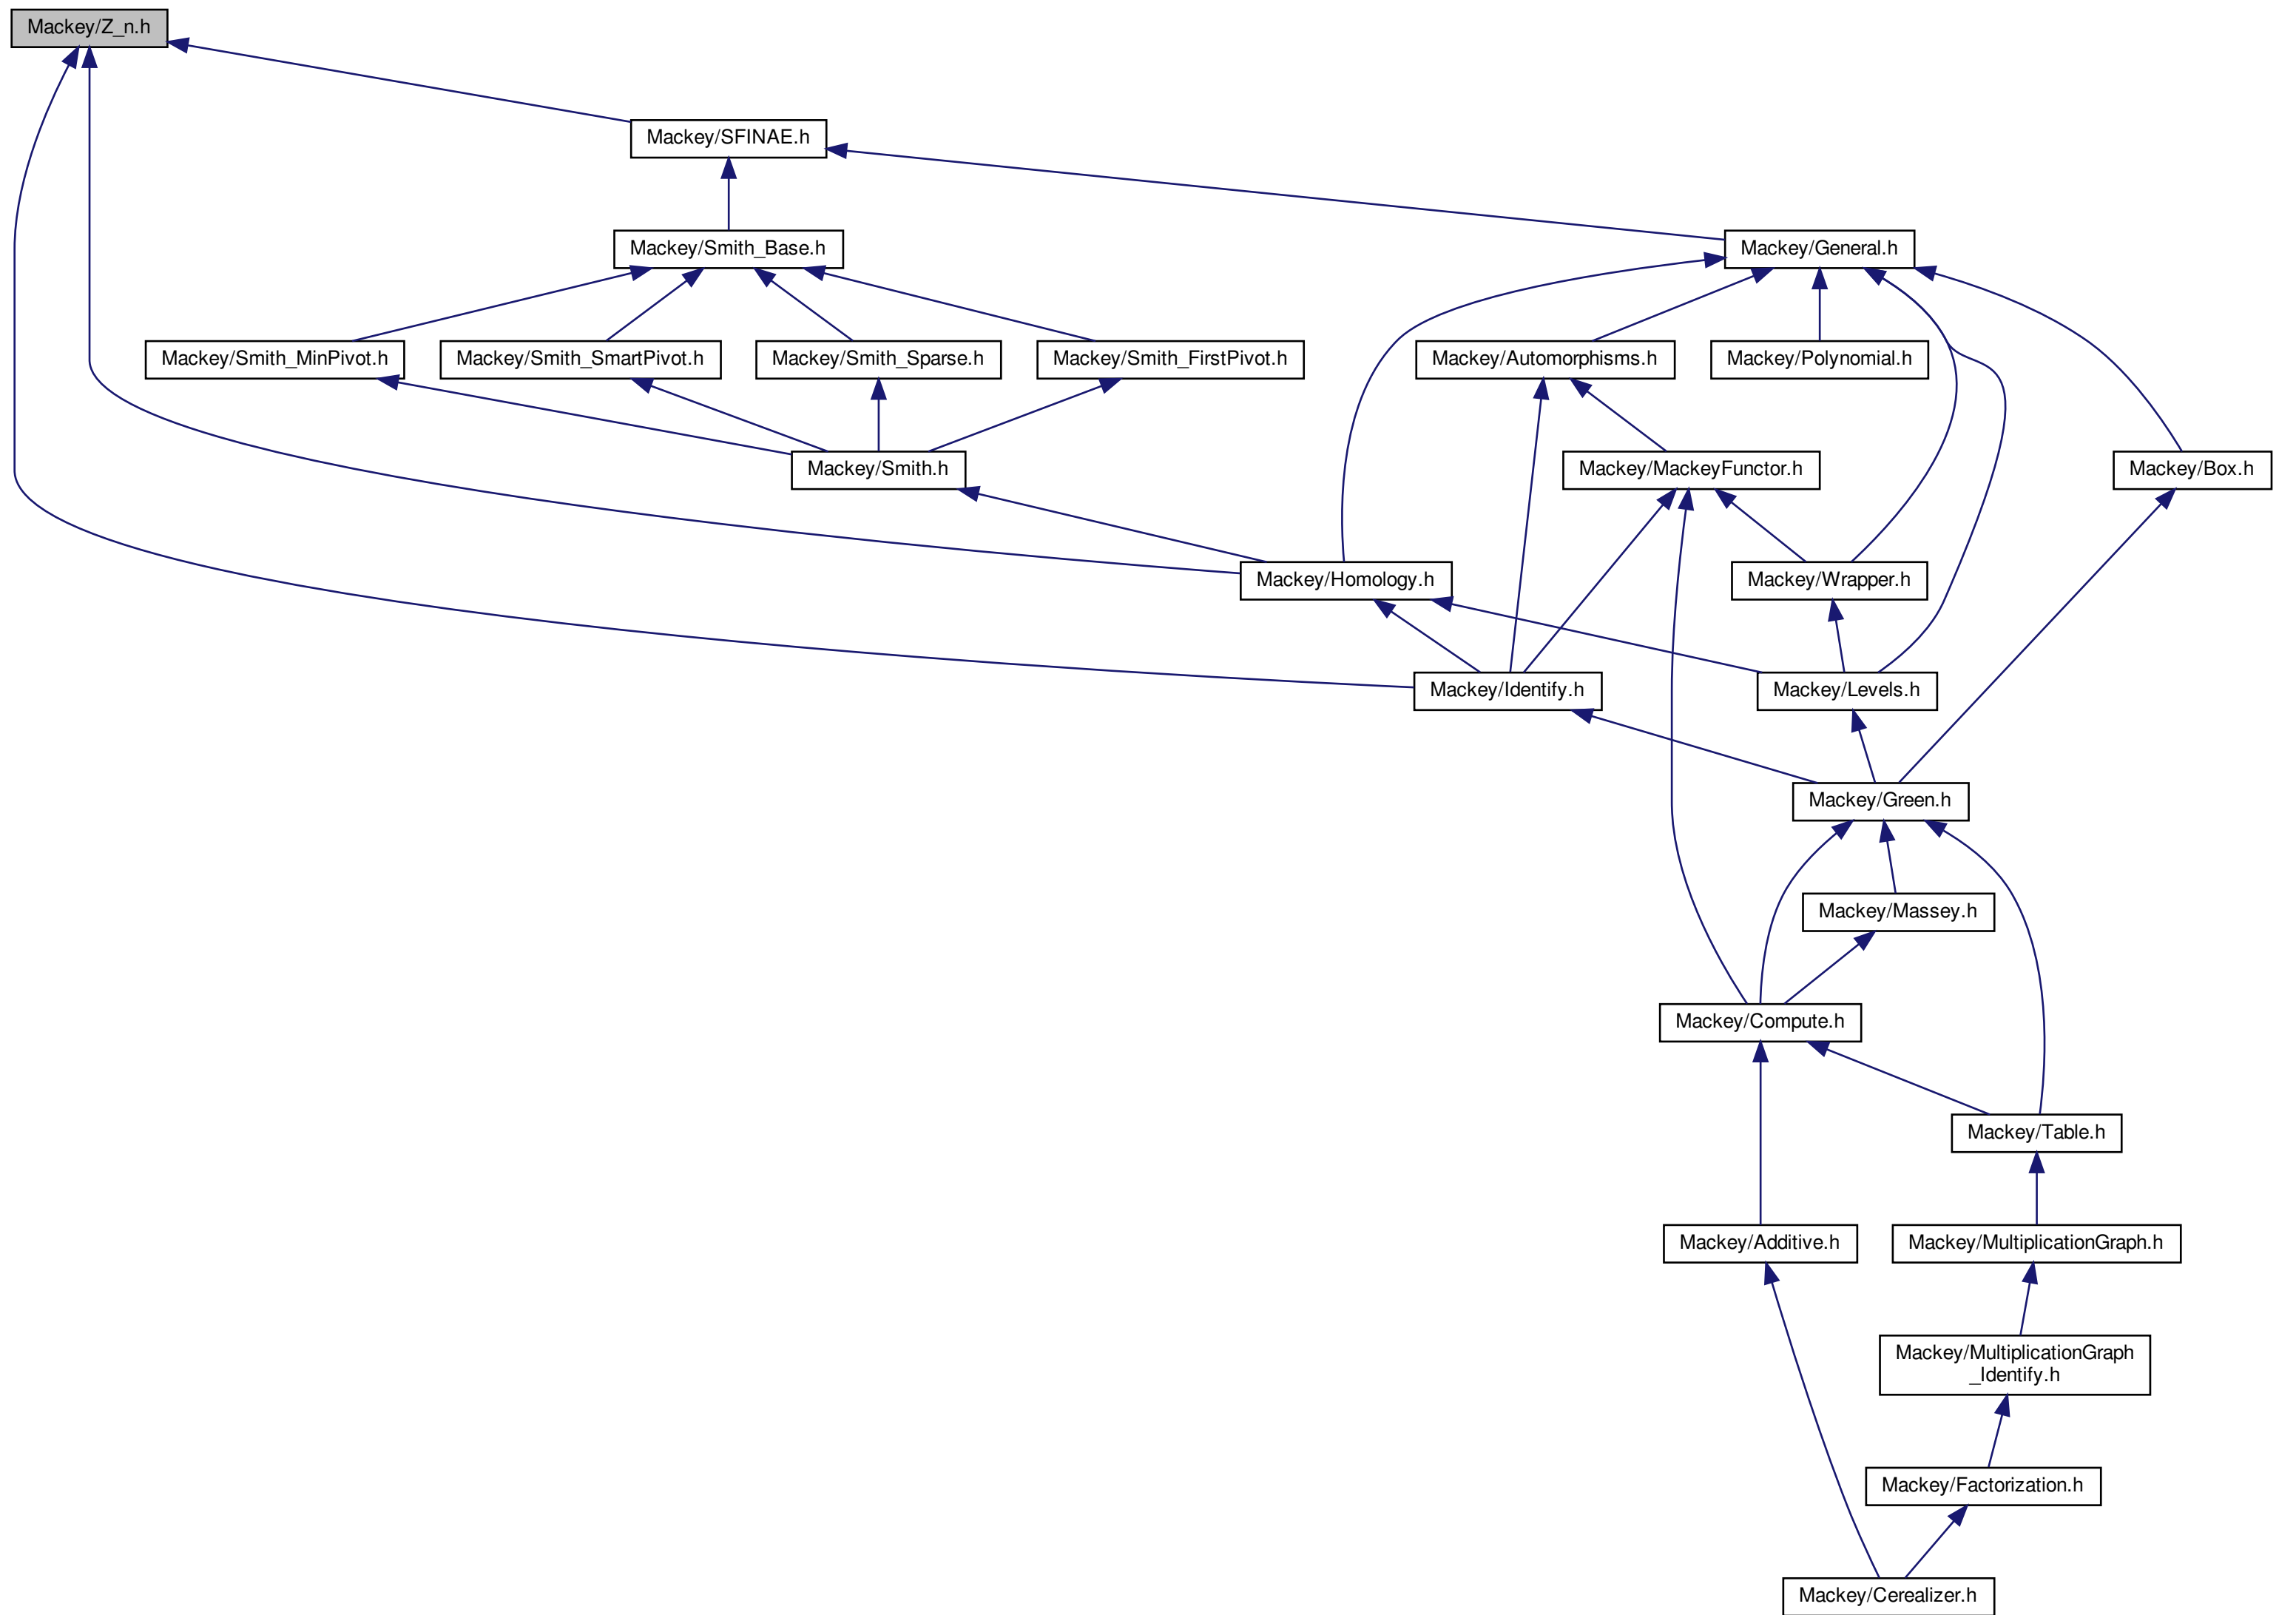 Mackey/Z_n.h
Mackey/SFINAE.h
Mackey/Smith_Base.h
Mackey/General.h
Mackey/Smith_MinPivot.h
Mackey/Smith_SmartPivot.h
Mackey/Smith_Sparse.h
Mackey/Smith_FirstPivot.h
Mackey/Automorphisms.h
Mackey/Polynomial.h
Mackey/Smith.h
Mackey/MackeyFunctor.h
Mackey/Box.h
Mackey/Homology.h
Mackey/Wrapper.h
Mackey/Identify.h
Mackey/Levels.h
Mackey/Green.h
Mackey/Massey.h
Mackey/Compute.h
Mackey/Table.h
Mackey/Additive.h
Mackey/MultiplicationGraph.h
Mackey/MultiplicationGraph
_Identify.h
Mackey/Factorization.h
Mackey/Cerealizer.h